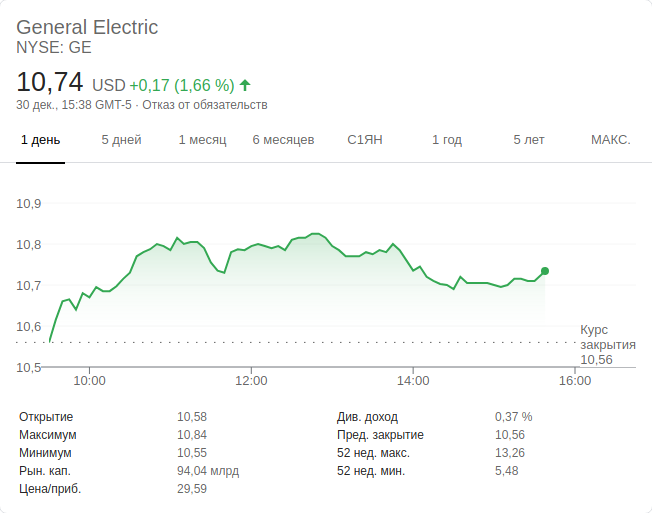 General Electric
NYSE: GE
10,74 USD +0,17 (1,66 %)
30 дек., 15:38 GMT-5 · Отказ от обязательств
1 день 5 дней 1 месяц 6 месяцев С1ЯН 1 год 5 лет МАКС.
10,9
10,8
10,7
10,6
10,5
Курс
закрытия
10,56
10:00 12:00 14:00 16:00
Открытие 10,58 Див. доход 0,37 %
Максимум 10,84 Пред. закрытие 10,56
Минимум 10,55 52 нед. макс. 13,26
Рын. кап. 94,04 млрд 52 нед. мин. 5,48
Цена/приб. 29,59